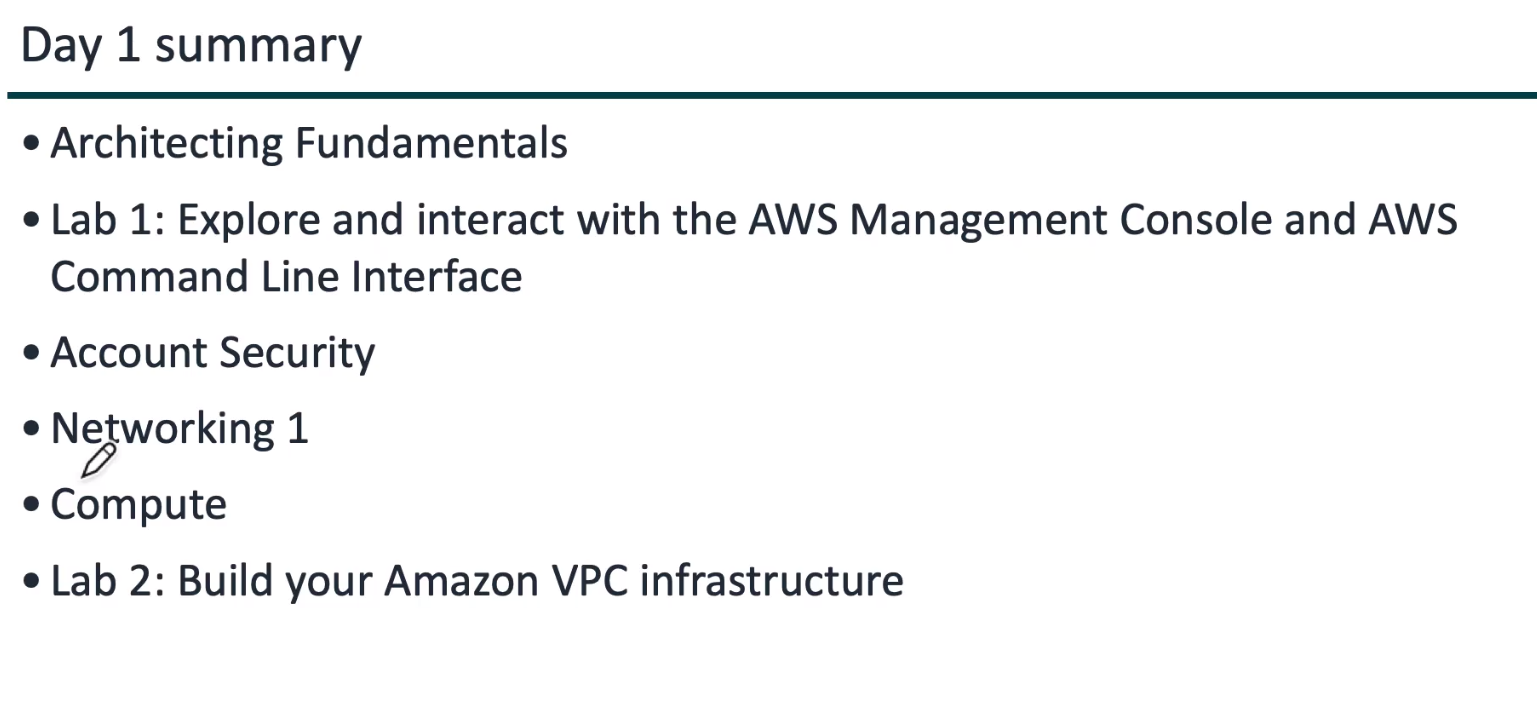 Day 1 summary
• Architecting Fundamentals
• Lab 1: Explore and interact with the AWS Management Console and AWS
Command Line Interface
• Account Security
• Networking 1
• Compute
• Lab 2: Build your Amazon VPC infrastructure